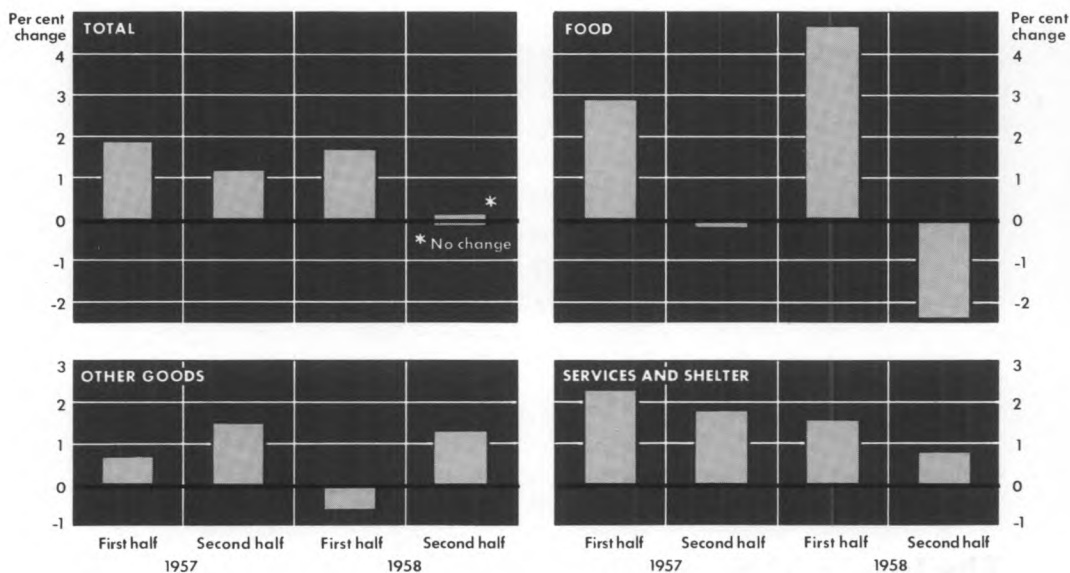 Per cent
change
TOTAL
4
3
2
1
0
-1
-2
*
* No change
FOOD
Per cent
change
4
3
2
1
0
-1
-2
3
2
1
0
-1
OTHER GOODS
SERVICES AND SHELTER
3
2
1
0
-1
First half Second half First half Second half
1957 1958
First half Second half First half Second half
1957 1958